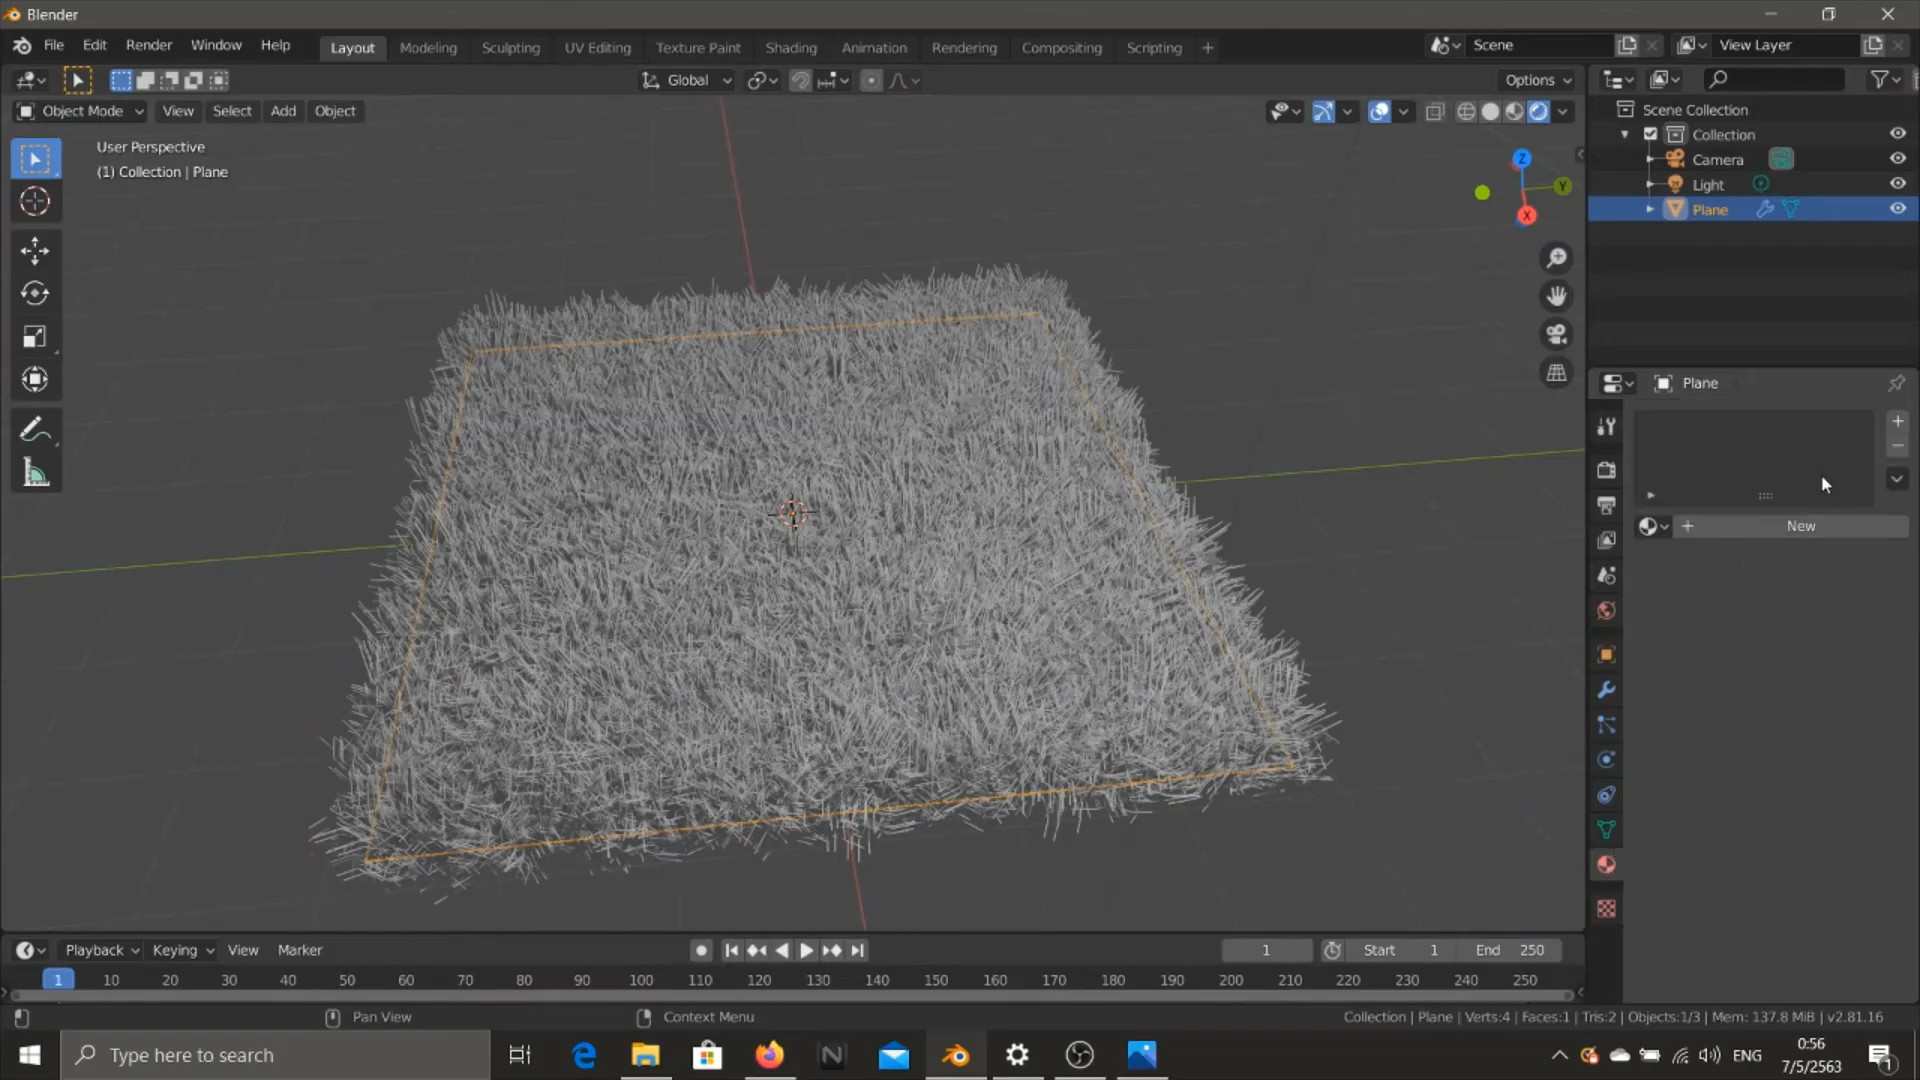 Blender
File Edit Render Window Help Layout Modeling Sculpting UV Editing Texture Paint Shading Animation Rendering Compositing Scripting + Scene View Layer
Global Options
Object Mode View Select Add Object
Scene Collection
Collection
Camera
Light
Plane
User Perspective
(1) Collection | Plane
Z
Y
X
Plane
New
Playback Keying View Marker 1 Start 1 End 250
1 10 20 30 40 50 60 70 80 90 100 110 120 130 140 150 160 170 180 190 200 210 220 230 240 250
Pan View Context Menu Collection | Plane | Verts:4 | Faces:1 | Tris:2 | Objects:1/3 | Mem: 137.8 MiB | v2.81.16
Type here to search
ENG
0:56
7/5/2563
1